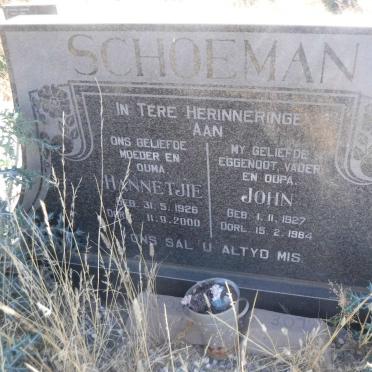 SCHOEMAN
IN TERE HERINNERINGE
AAN
ONS GELIEFDE
MOEDER EN
OUMA
HANNETJIE
GEB. 31. 5. 1926
OORL. 11. 9. 2000
MY GELIEFDE
EGGENOOT, VADER
EN OUPA.
JOHN
GEB. 1. 11. 1927
OORL. 15. 2. 1984
ONS SAL U ALTYD MIS.